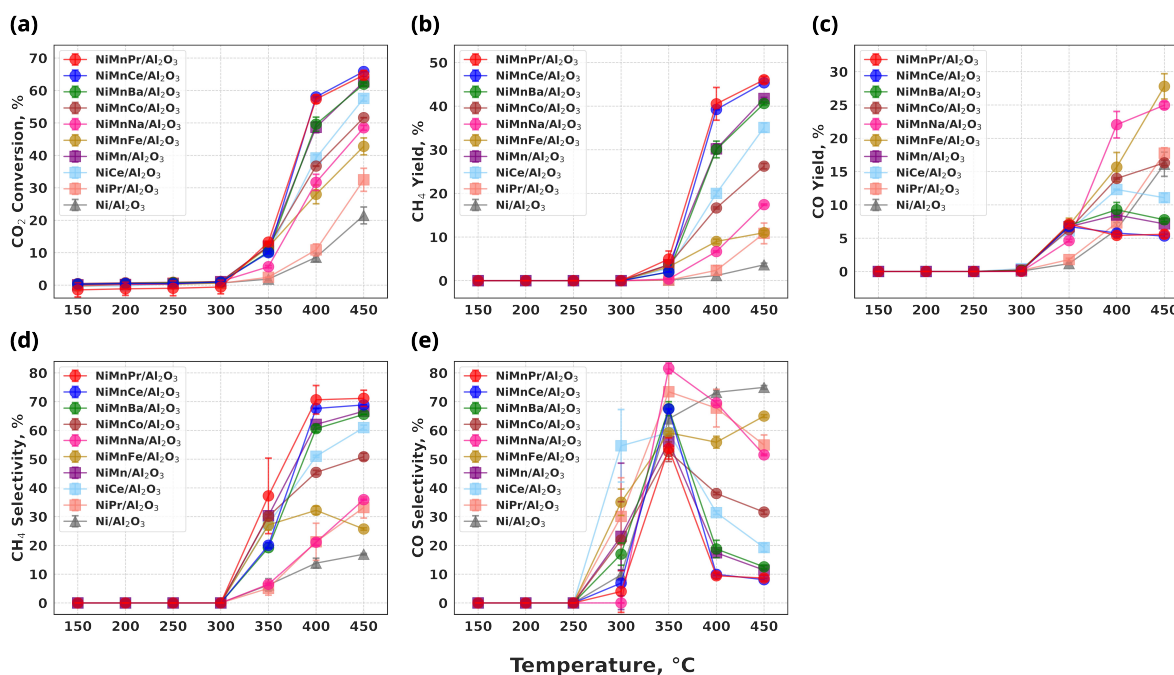 (a)
CO₂ Conversion, %
70
60
50
40
30
20
10
0
NiMnPr/Al₂O₃
NiMnCe/Al₂O₃
NiMnBa/Al₂O₃
NiMnCo/Al₂O₃
NiMnNa/Al₂O₃
NiMnFe/Al₂O₃
NiMn/Al₂O₃
NiCe/Al₂O₃
NiPr/Al₂O₃
Ni/Al₂O₃
150 200 250 300 350 400 450
(b)
CH₄ Yield, %
50
40
30
20
10
0
NiMnPr/Al₂O₃
NiMnCe/Al₂O₃
NiMnBa/Al₂O₃
NiMnCo/Al₂O₃
NiMnNa/Al₂O₃
NiMnFe/Al₂O₃
NiMn/Al₂O₃
NiCe/Al₂O₃
NiPr/Al₂O₃
Ni/Al₂O₃
150 200 250 300 350 400 450
(c)
CO Yield, %
30
25
20
15
10
5
0
NiMnPr/Al₂O₃
NiMnCe/Al₂O₃
NiMnBa/Al₂O₃
NiMnCo/Al₂O₃
NiMnNa/Al₂O₃
NiMnFe/Al₂O₃
NiMn/Al₂O₃
NiCe/Al₂O₃
NiPr/Al₂O₃
Ni/Al₂O₃
150 200 250 300 350 400 450
(d)
CH₄ Selectivity, %
80
70
60
50
40
30
20
10
0
NiMnPr/Al₂O₃
NiMnCe/Al₂O₃
NiMnBa/Al₂O₃
NiMnCo/Al₂O₃
NiMnNa/Al₂O₃
NiMnFe/Al₂O₃
NiMn/Al₂O₃
NiCe/Al₂O₃
NiPr/Al₂O₃
Ni/Al₂O₃
150 200 250 300 350 400 450
(e)
CO Selectivity, %
80
70
60
50
40
30
20
10
0
NiMnPr/Al₂O₃
NiMnCe/Al₂O₃
NiMnBa/Al₂O₃
NiMnCo/Al₂O₃
NiMnNa/Al₂O₃
NiMnFe/Al₂O₃
NiMn/Al₂O₃
NiCe/Al₂O₃
NiPr/Al₂O₃
Ni/Al₂O₃
150 200 250 300 350 400 450
Temperature, °C